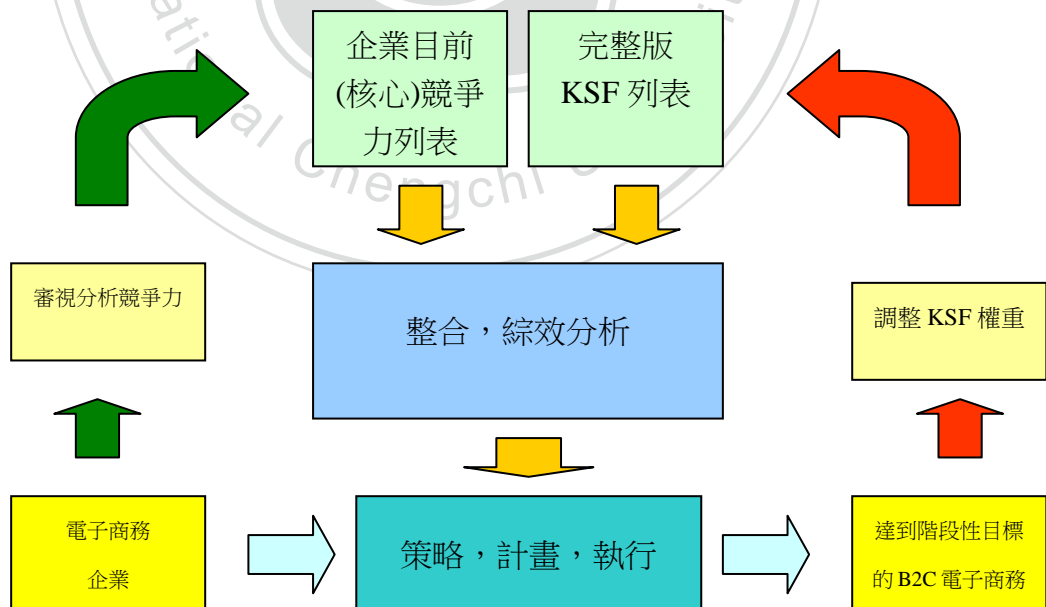 企業目前
(核心)競爭
力列表
完整版
KSF 列表
審視分析競爭力
整合，綜效分析
調整 KSF 權重
電子商務
企業
策略，計畫，執行
達到階段性目標
的 B2C 電子商務
Chengchi